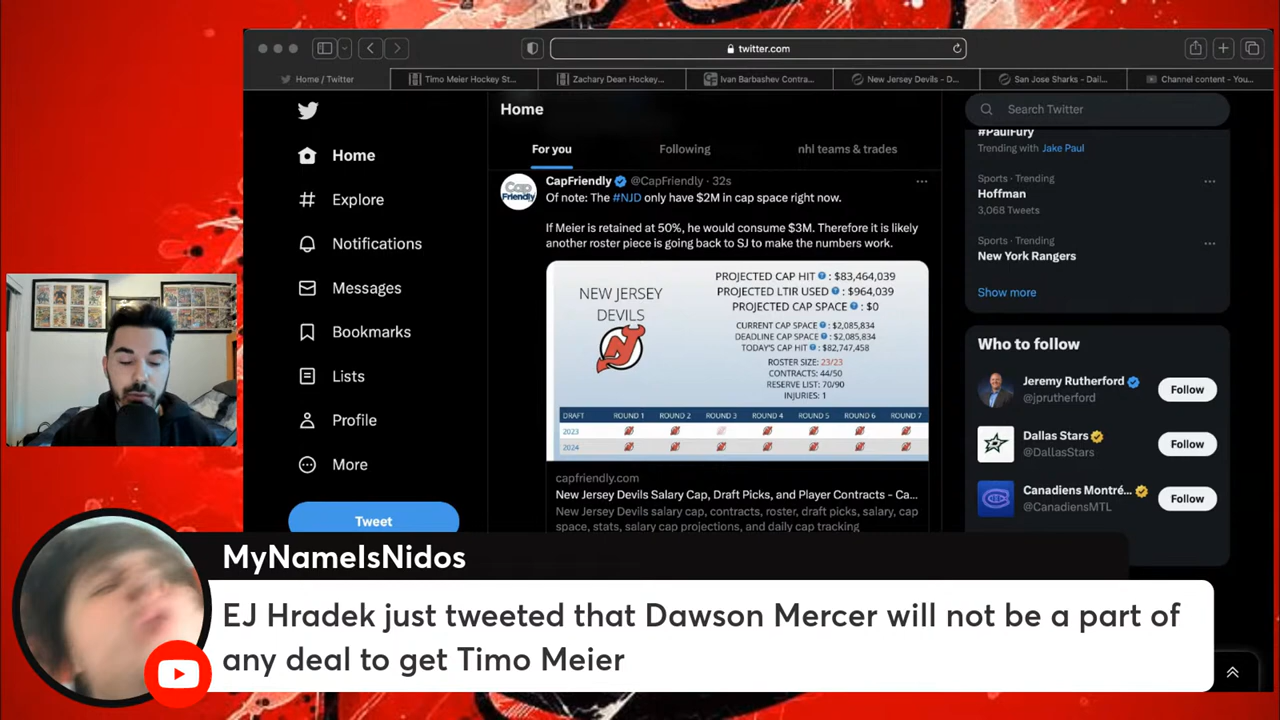 twitter.com
Home / Twitter
Timo Meier Hockey St...
Zachary Dean Hockey...
Ivan Barbashev Contra...
New Jersey Devils - D...
San Jose Sharks - Dail...
Channel content - You...
Home
Explore
Notifications
Messages
Bookmarks
Lists
Profile
More
Tweet
Home
For you
Following
nhl teams & trades
CapFriendly @CapFriendly · 32s
Of note: The #NJD only have $2M in cap space right now.
If Meier is retained at 50%, he would consume $3M. Therefore it is likely
another roster piece is going back to SJ to make the numbers work.
Cap
Friendly
NEW JERSEY
DEVILS
PROJECTED CAP HIT : $83,464,039
PROJECTED LTIR USED : $964,039
PROJECTED CAP SPACE : $0
CURRENT CAP SPACE : $2,085,834
DEADLINE CAP SPACE : $2,085,834
TODAY'S CAP HIT : $82,747,458
ROSTER SIZE: 23/23
CONTRACTS: 44/50
RESERVE LIST: 70/90
INJURIES: 1
DRAFT ROUND 1 ROUND 2 ROUND 3 ROUND 4 ROUND 5 ROUND 6 ROUND 7
2023
2024
capfriendly.com
New Jersey Devils Salary Cap, Draft Picks, and Player Contracts - Ca...
New Jersey Devils salary cap, contracts, roster, draft picks, salary, cap
space, stats, salary cap projections, and daily cap tracking
Search Twitter
#PaulFury
Trending with Jake Paul
Sports · Trending
Hoffman
3,068 Tweets
Sports · Trending
New York Rangers
Show more
Who to follow
Jeremy Rutherford
@jprutherford
Follow
Dallas Stars
@DallasStars
Follow
Canadiens Montré...
@CanadiensMTL
Follow
MyNameIsNidos
EJ Hradek just tweeted that Dawson Mercer will not be a part of
any deal to get Timo Meier